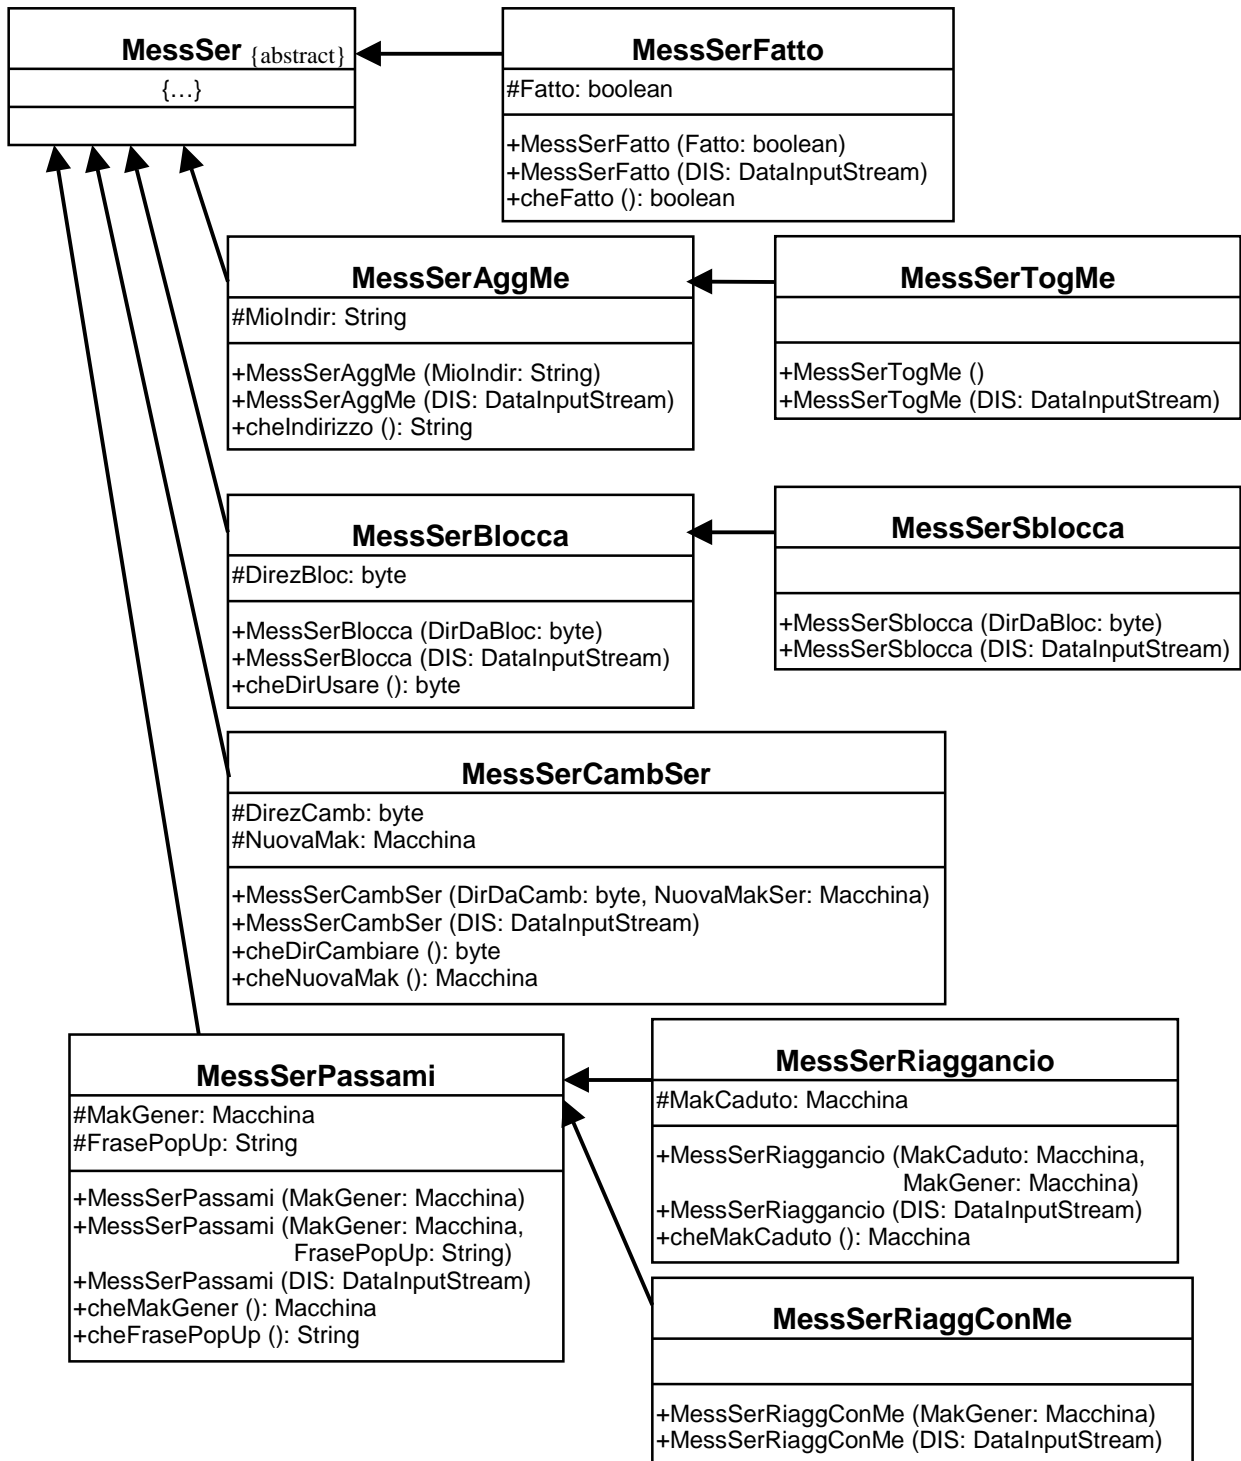 MessSer {abstract}
{...}
MessSerFatto
#Fatto: boolean
+MessSerFatto (Fatto: boolean)
+MessSerFatto (DIS: DataInputStream)
+cheFatto (): boolean
MessSerAggMe
#MioIndir: String
+MessSerAggMe (MioIndir: String)
+MessSerAggMe (DIS: DataInputStream)
+cheIndirizzo (): String
MessSerTogMe
+MessSerTogMe ()
+MessSerTogMe (DIS: DataInputStream)
MessSerBlocca
#DirezBloc: byte
+MessSerBlocca (DirDaBloc: byte)
+MessSerBlocca (DIS: DataInputStream)
+cheDirUsare (): byte
MessSerSblocca
+MessSerSblocca (DirDaBloc: byte)
+MessSerSblocca (DIS: DataInputStream)
MessSerCambSer
#DirezCamb: byte
#NuovaMak: Macchina
+MessSerCambSer (DirDaCamb: byte, NuovaMakSer: Macchina)
+MessSerCambSer (DIS: DataInputStream)
+cheDirCambiare (): byte
+cheNuovaMak (): Macchina
MessSerPassami
#MakGener: Macchina
#FrasePopUp: String
+MessSerPassami (MakGener: Macchina)
+MessSerPassami (MakGener: Macchina,
FrasePopUp: String)
+MessSerPassami (DIS: DataInputStream)
+cheMakGener (): Macchina
+cheFrasePopUp (): String
MessSerRiaggancio
#MakCaduto: Macchina
+MessSerRiaggancio (MakCaduto: Macchina,
MakGener: Macchina)
+MessSerRiaggancio (DIS: DataInputStream)
+cheMakCaduto (): Macchina
MessSerRiaggConMe
+MessSerRiaggConMe (MakGener: Macchina)
+MessSerRiaggConMe (DIS: DataInputStream)